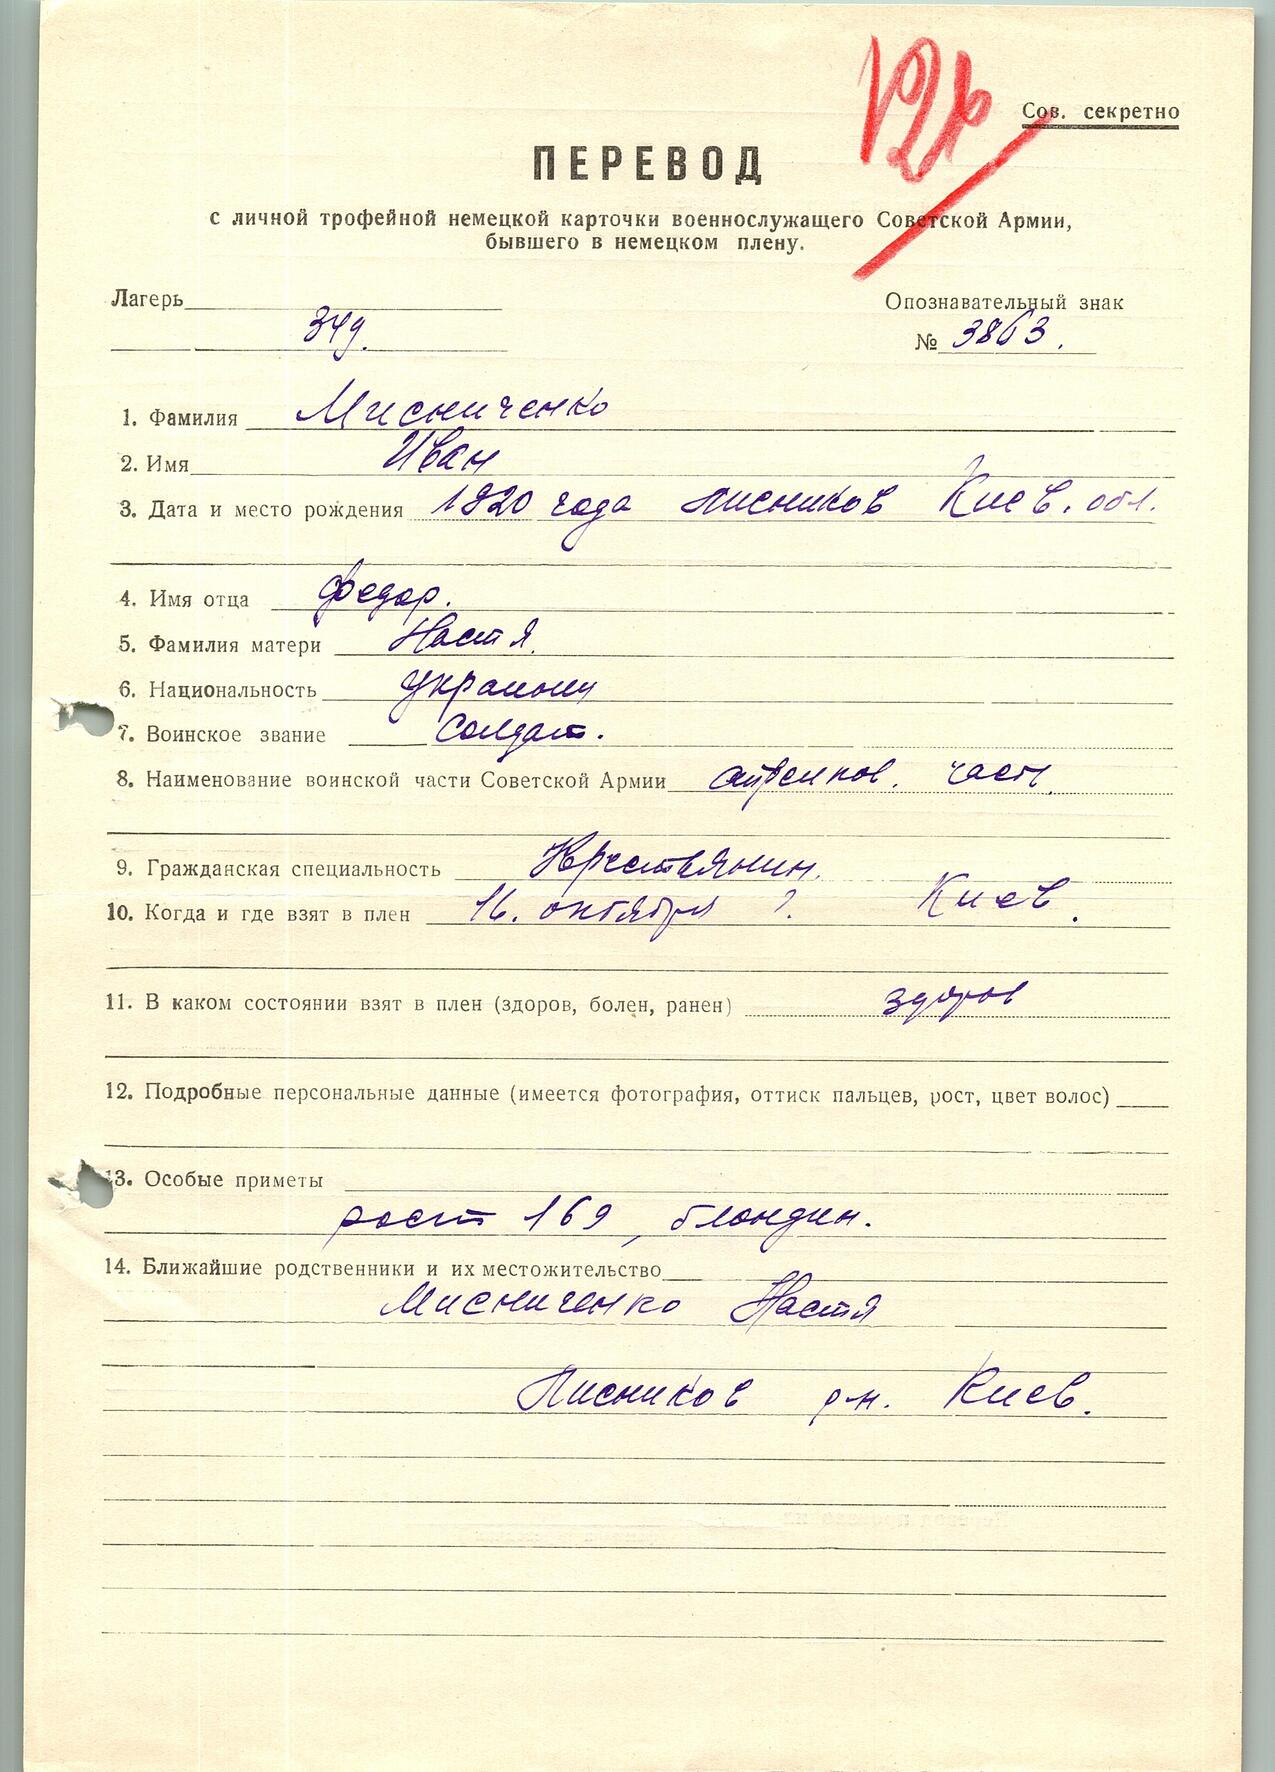 Сов. секретно
ПЕРЕВОД
с личной трофейной немецкой карточки военнослужащего Советской Армии,
бывшего в немецком плену.
Лагерь
Опознавательный знак
349.
№ 3863.
1. Фамилия Мисниченко
2. Имя Иван
3. Дата и место рождения 1920 года Писников Киев. обл.
4. Имя отца Федор.
5. Фамилия матери Настя.
6. Национальность украинец
7. Воинское звание Солдат.
8. Наименование воинской части Советской Армии част.
9. Гражданская специальность Крестьянин.
10. Когда и где взят в плен 16. октября ?. Киев.
11. В каком состоянии взят в плен (здоров, болен, ранен) здоров
12. Подробные персональные данные (имеется фотография, оттиск пальцев, рост, цвет волос)
13. Особые приметы
рост 169, блондин.
14. Ближайшие родственники и их местожительство
Мисниченко Настя
Писников р-н. Киев.